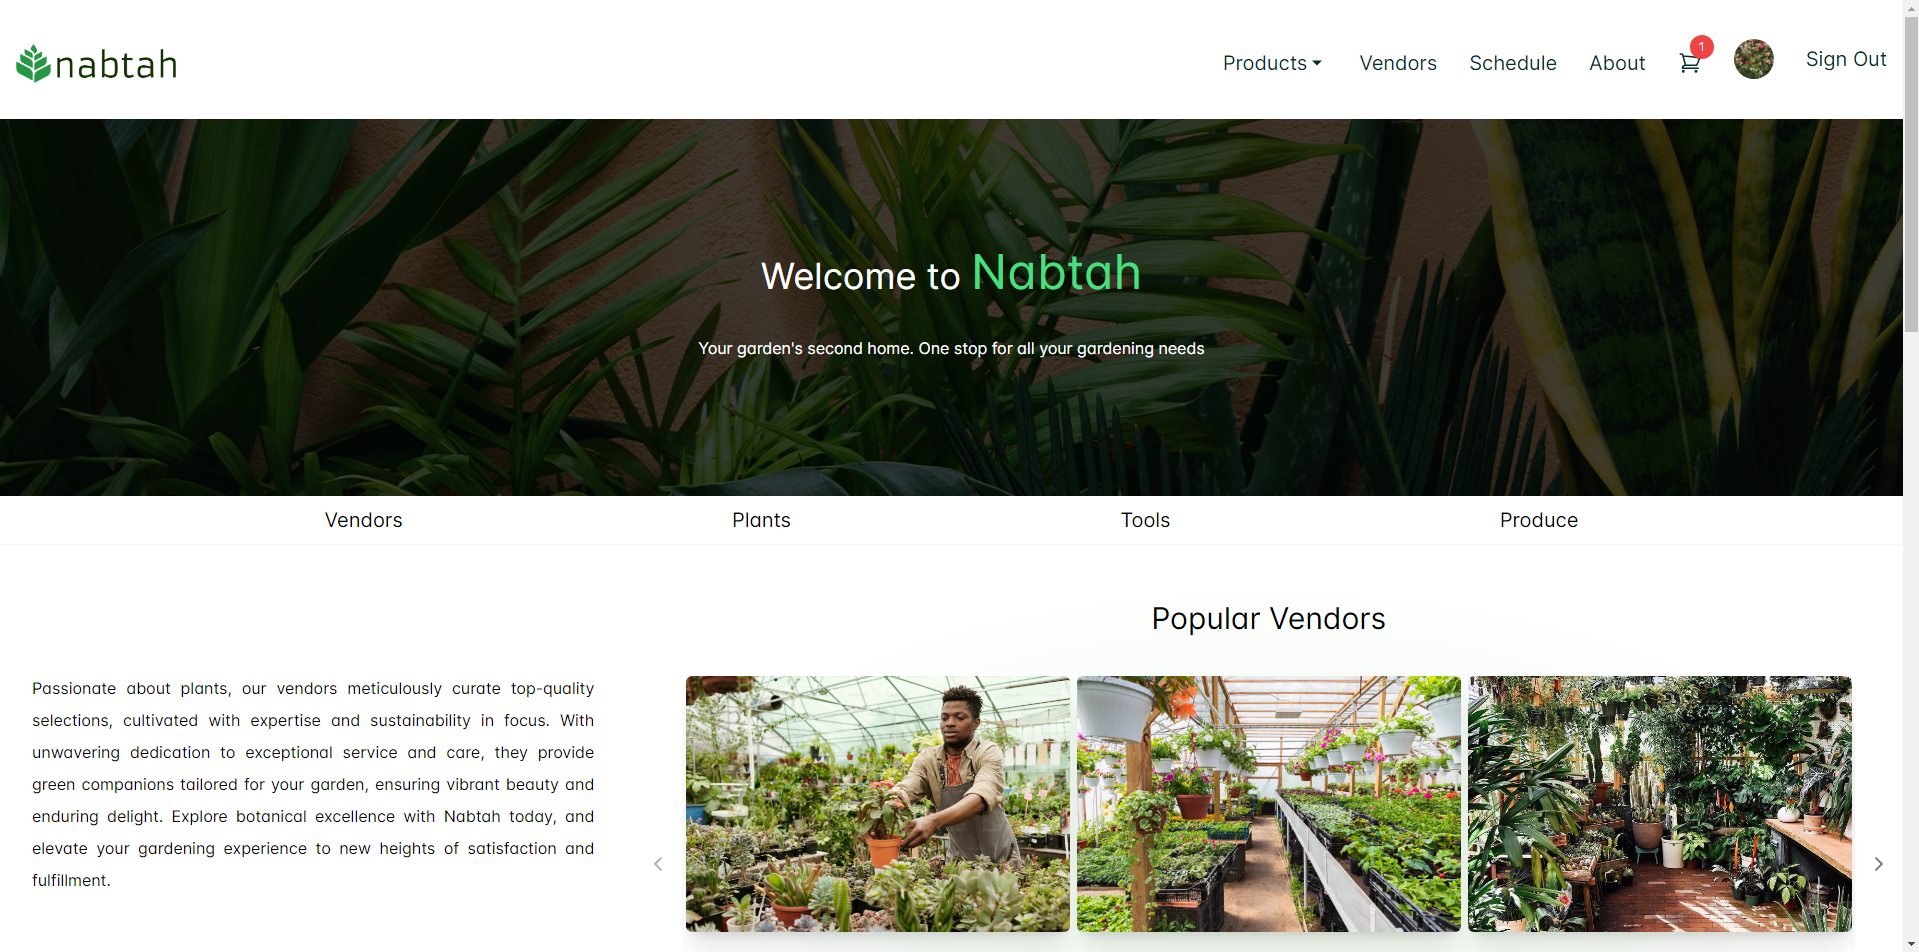 nabtah
Products
Vendors
Schedule
About
1
Sign Out
Welcome to Nabtah
Your garden's second home. One stop for all your gardening needs
Vendors
Plants
Tools
Produce
Popular Vendors
Passionate about plants, our vendors meticulously curate top-quality
selections, cultivated with expertise and sustainability in focus. With
unwavering dedication to exceptional service and care, they provide
green companions tailored for your garden, ensuring vibrant beauty and
enduring delight. Explore botanical excellence with Nabtah today, and
elevate your gardening experience to new heights of satisfaction and
fulfillment.